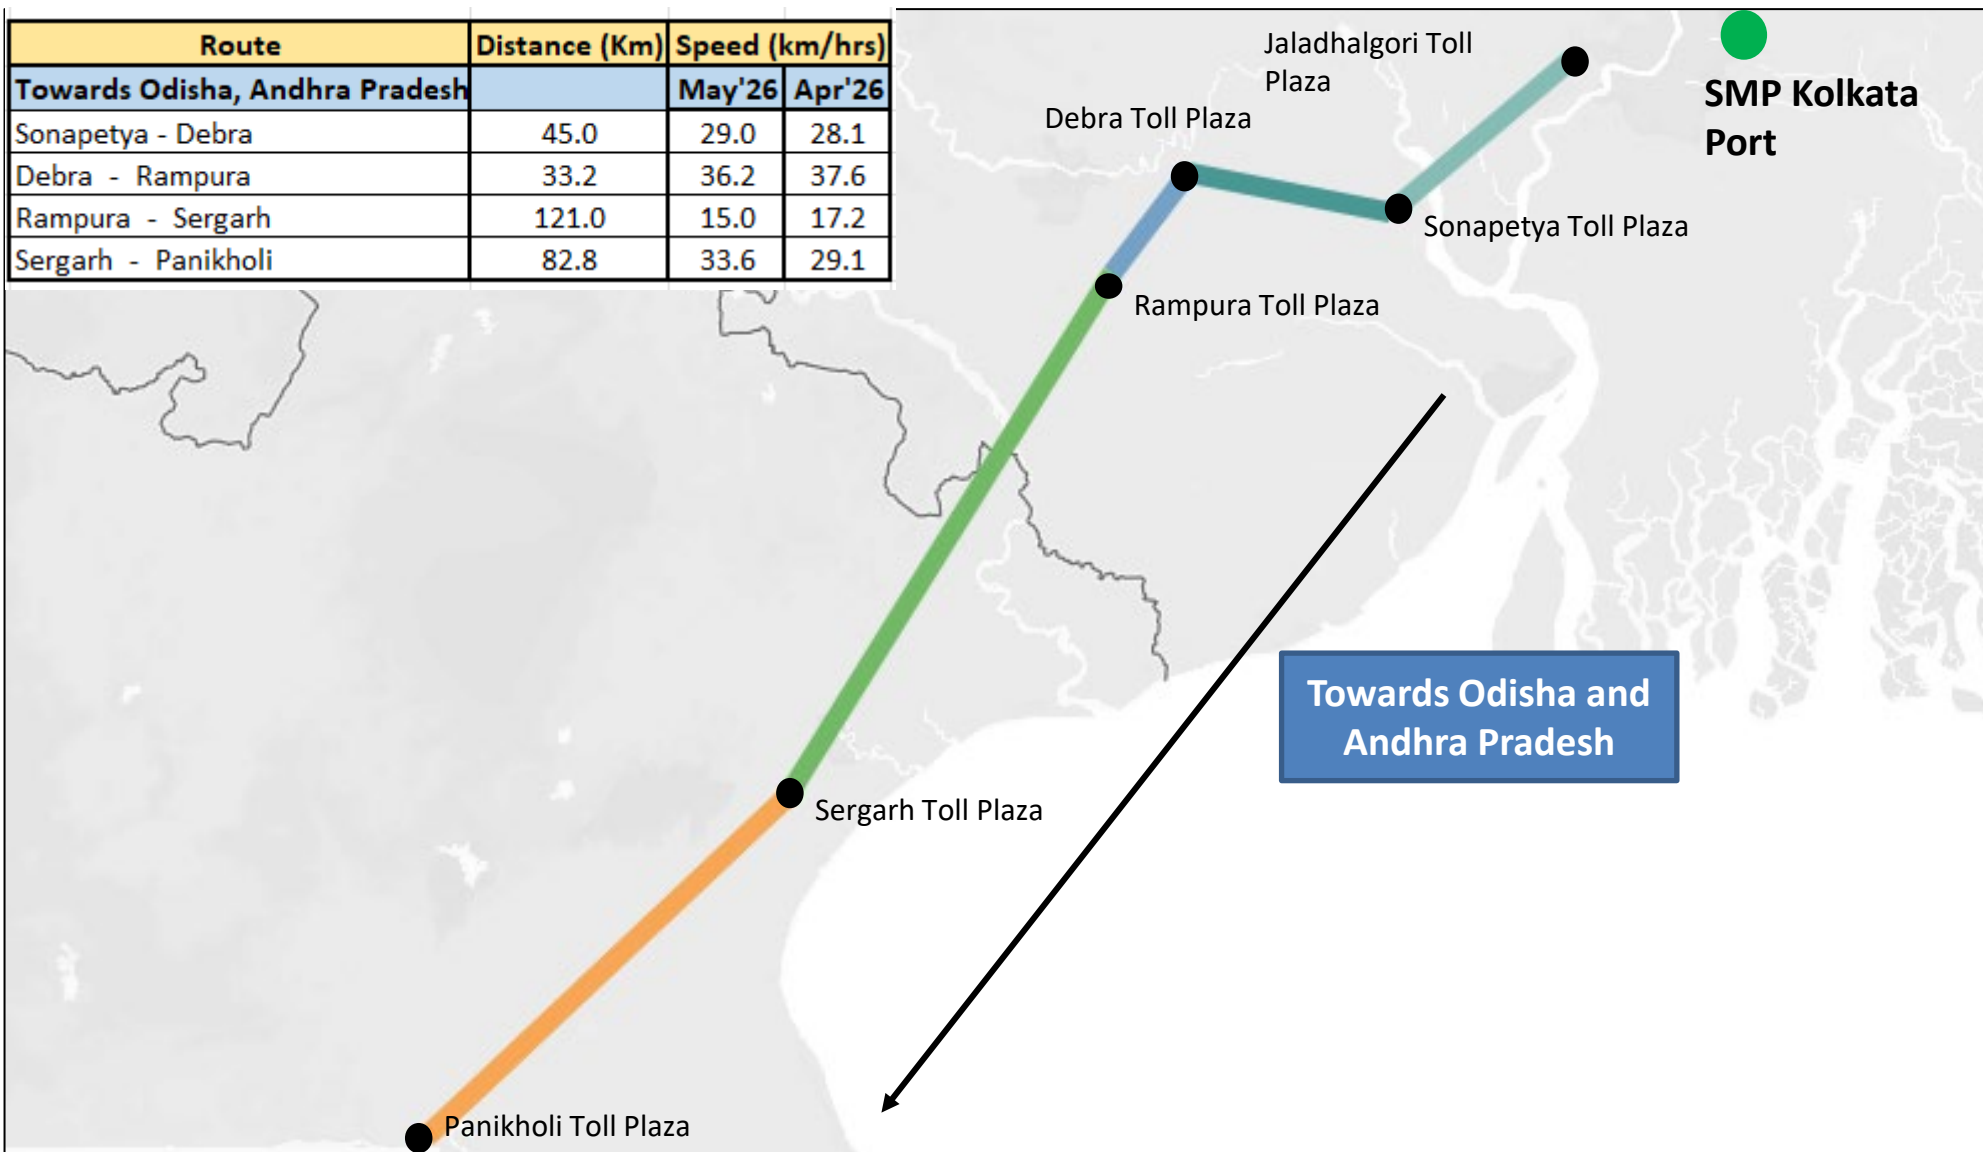 Route Distance (Km) Speed (km/hrs)
Towards Odisha, Andhra Pradesh May'26 Apr'26
Sonapetya - Debra 45.0 29.0 28.1
Debra - Rampura 33.2 36.2 37.6
Rampura - Sergarh 121.0 15.0 17.2
Sergarh - Panikholi 82.8 33.6 29.1
Jaladhalgori Toll
Plaza
SMP Kolkata
Port
Debra Toll Plaza
Sonapetya Toll Plaza
Rampura Toll Plaza
Towards Odisha and
Andhra Pradesh
Sergarh Toll Plaza
Panikholi Toll Plaza